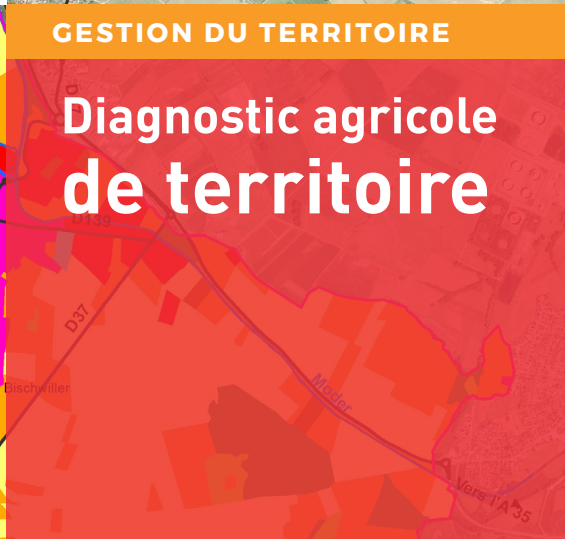 GESTION DU TERRITOIRE
Diagnostic agricole
de territoire
D139
D37
Bischwiller
Moder
Vers l'A 35